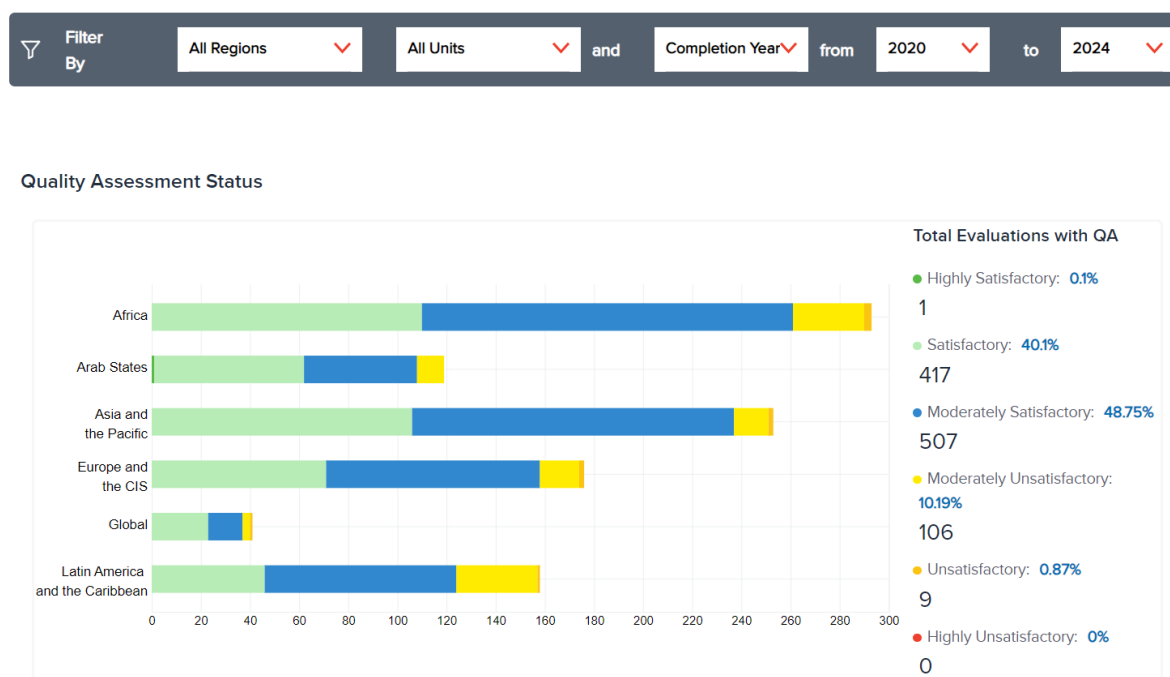 Filter
By
All Regions
All Units
and
Completion Year
from
2020
to
2024
Quality Assessment Status
Total Evaluations with QA
Highly Satisfactory: 0.1%
1
Satisfactory: 40.1%
417
Moderately Satisfactory: 48.75%
507
Moderately Unsatisfactory:
10.19%
106
Unsatisfactory: 0.87%
9
Highly Unsatisfactory: 0%
0
Africa
Arab States
Asia and
the Pacific
Europe and
the CIS
Global
Latin America
and the Caribbean
0 20 40 60 80 100 120 140 160 180 200 220 240 260 280 300